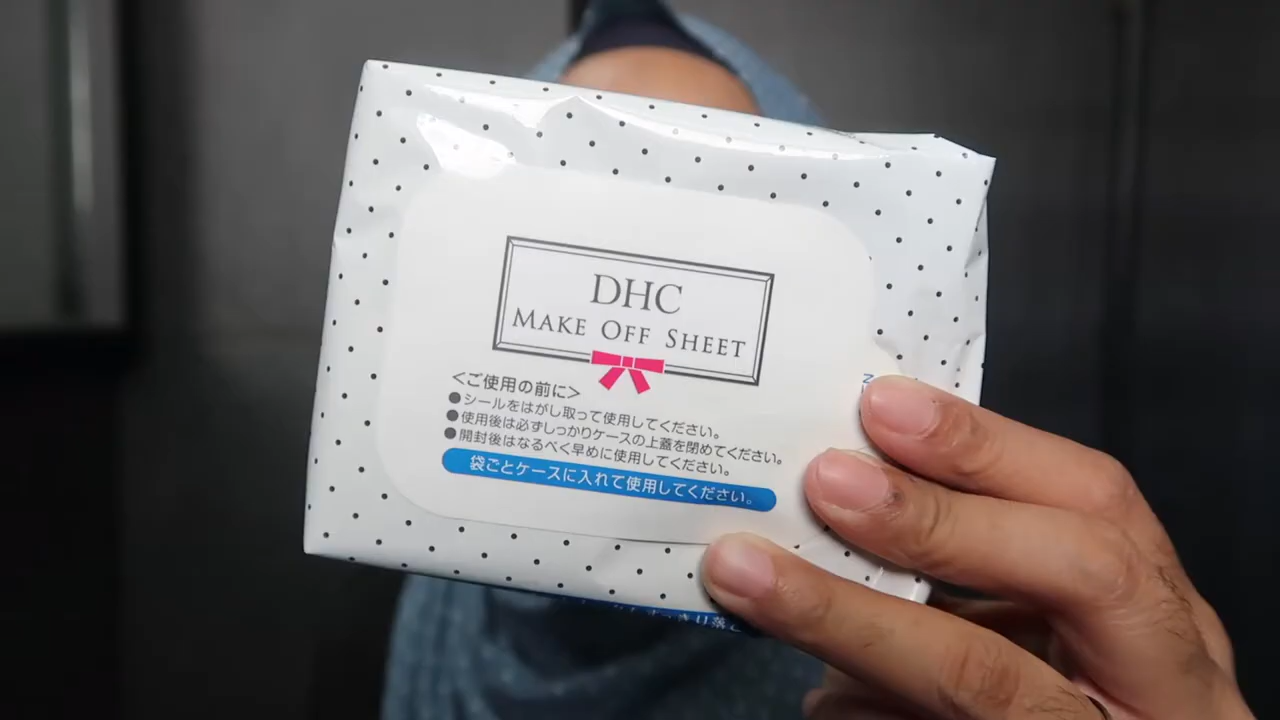 DHC
MAKE OFF SHEET
<ご使用の前に>
●シールをはがし取って使用してください。
●使用後は必ずしっかりケースの上蓋を閉めてください。
●開封後はなるべく早めに使用してください。
袋ごとケースに入れて使用してください。